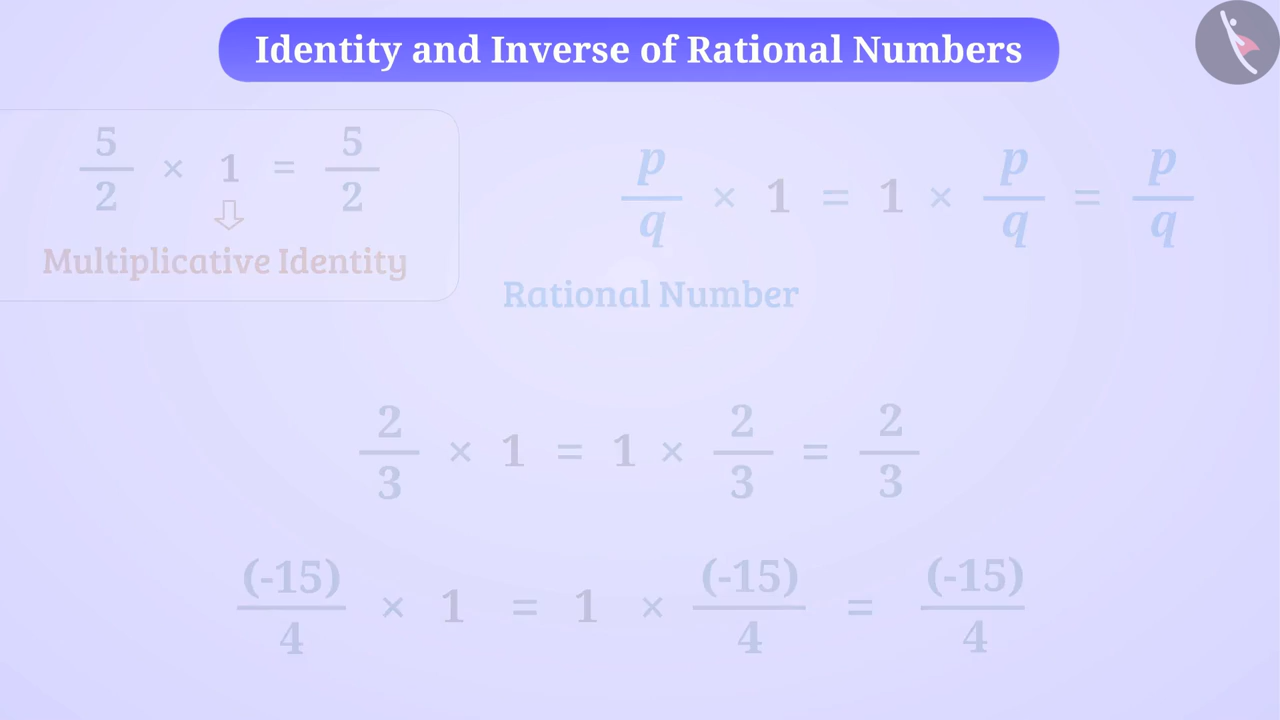 Identity and Inverse of Rational Numbers
5/2 × 1 = 5/2
Multiplicative Identity
p/q × 1 = 1 × p/q = p/q
Rational Number
2/3 × 1 = 1 × 2/3 = 2/3
(-15)/4 × 1 = 1 × (-15)/4 = (-15)/4